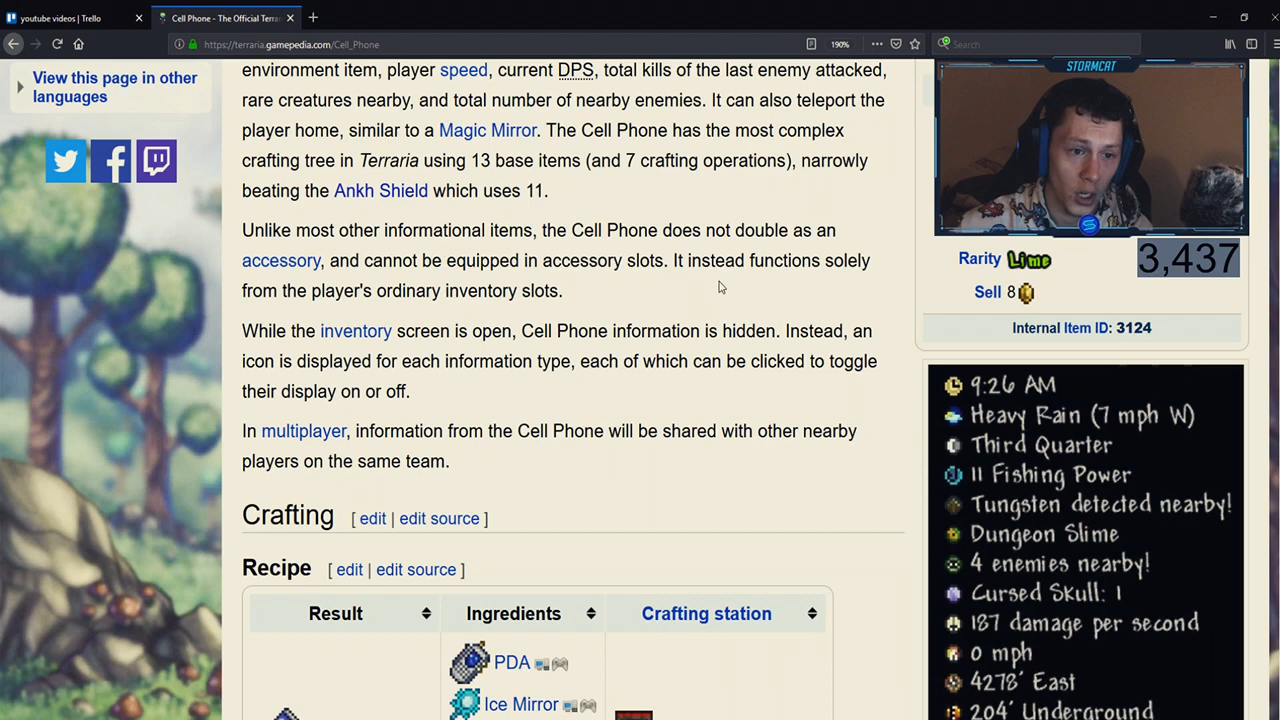 youtube videos | Trello
Cell Phone - The Official Terrar
https://terraria.gamepedia.com/Cell_Phone
190%
Search
View this page in other
languages
environment item, player speed, current DPS, total kills of the last enemy attacked,
rare creatures nearby, and total number of nearby enemies. It can also teleport the
player home, similar to a Magic Mirror. The Cell Phone has the most complex
crafting tree in Terraria using 13 base items (and 7 crafting operations), narrowly
beating the Ankh Shield which uses 11.
Unlike most other informational items, the Cell Phone does not double as an
accessory, and cannot be equipped in accessory slots. It instead functions solely
from the player's ordinary inventory slots.
While the inventory screen is open, Cell Phone information is hidden. Instead, an
icon is displayed for each information type, each of which can be clicked to toggle
their display on or off.
In multiplayer, information from the Cell Phone will be shared with other nearby
players on the same team.
Crafting [ edit | edit source ]
Recipe [ edit | edit source ]
Result Ingredients Crafting station
PDA
Ice Mirror
STORMCAT
Rarity Lime
3,437
Sell 8
Internal Item ID: 3124
9:26 AM
Heavy Rain (7 mph W)
Third Quarter
11 Fishing Power
Tungsten detected nearby!
Dungeon Slime
4 enemies nearby!
Cursed Skull: 1
187 damage per second
0 mph
4278' East
204' Underground